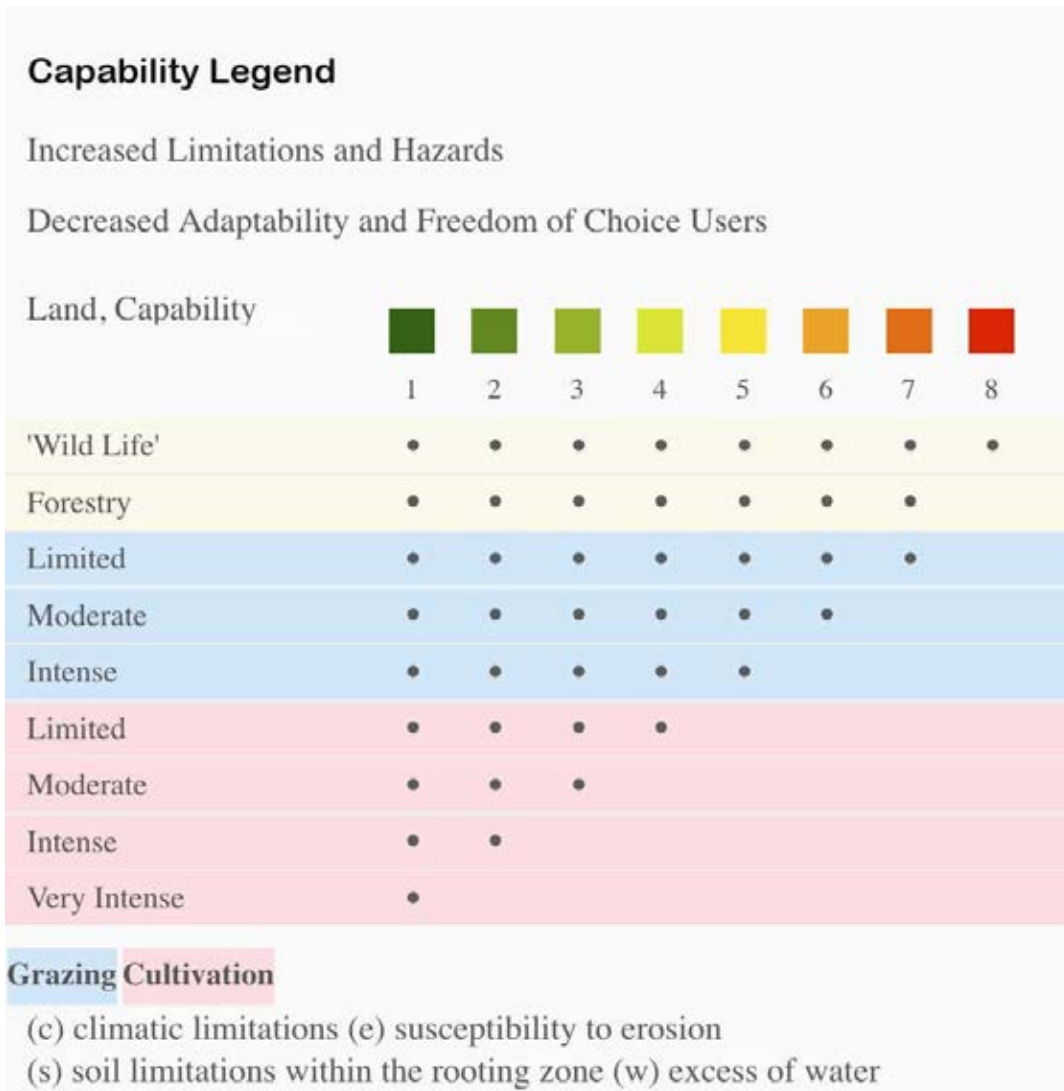 Capability Legend
Increased Limitations and Hazards
Decreased Adaptability and Freedom of Choice Users
Land, Capability
1 2 3 4 5 6 7 8
'Wild Life'
Forestry
Limited
Moderate
Intense
Limited
Moderate
Intense
Very Intense
Grazing Cultivation
(c) climatic limitations (e) susceptibility to erosion
(s) soil limitations within the rooting zone (w) excess of water